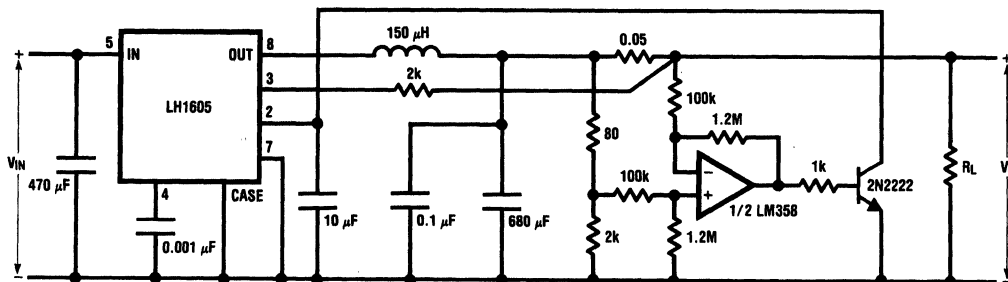 5
IN
OUT
8
150 μH
0.05
+
+
3
2k
100k
LH1605
2
1.2M
80
7
VIN
470 μF
4
CASE
100k
−
+
1k
2N2222
RL
V
1/2 LM358
10 μF
0.1 μF
680 μF
2k
1.2M
0.001 μF
−
−